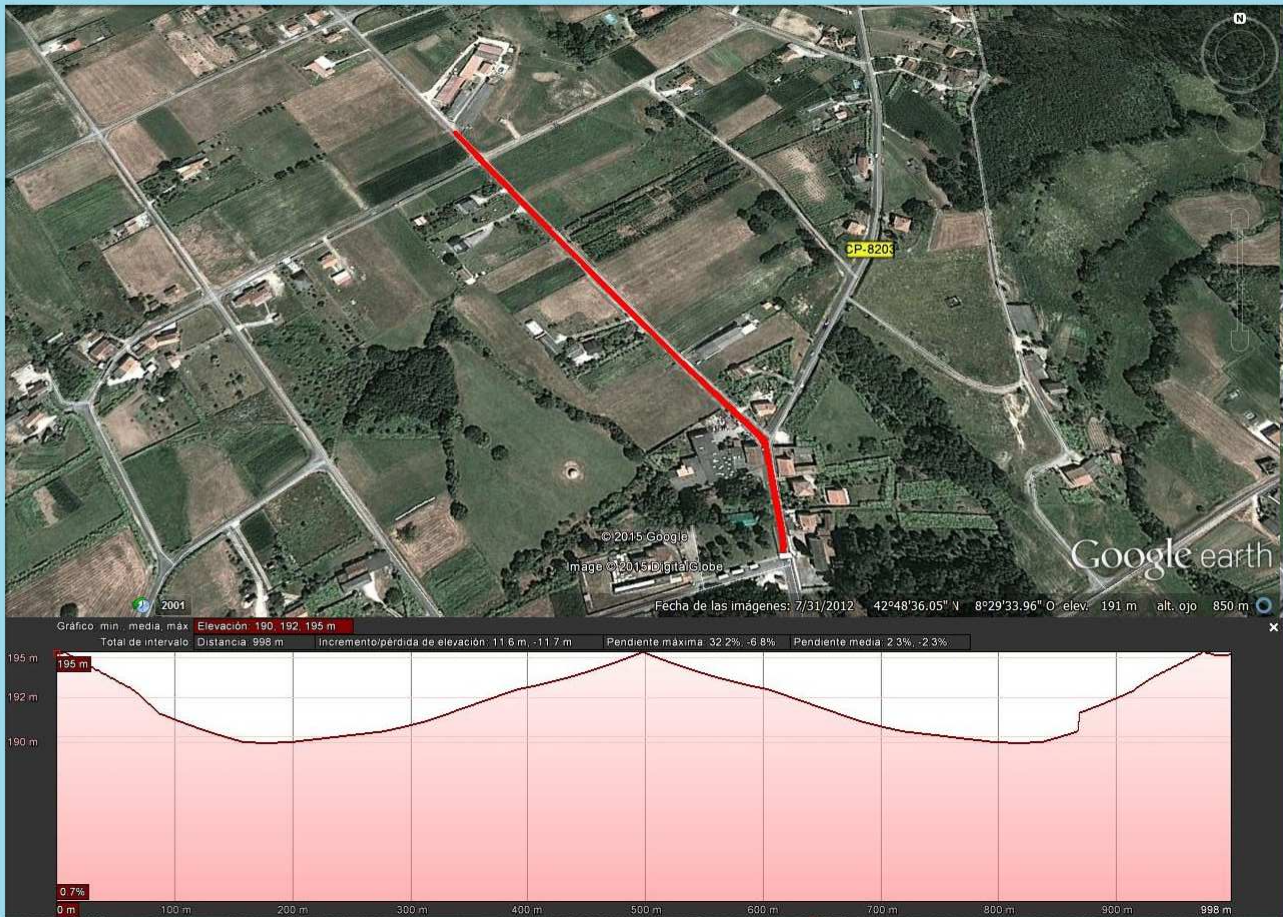 N
CP-8203
© 2015 Google
Image © 2015 DigitalGlobe
Google earth
2001
Fecha de las imágenes: 7/31/2012 42°48'36.05" N 8°29'33.96" O elev. 191 m alt. ojo 850 m
Gráfico: mín., media, máx. Elevación: 190, 192, 195 m
Total de intervalo: Distancia: 998 m Incremento/pérdida de elevación: 11.6 m, -11.7 m Pendiente máxima: 32.2%, -6.8% Pendiente media: 2.3%, -2.3%
195 m
195 m
192 m
190 m
0.7%
0 m 100 m 200 m 300 m 400 m 500 m 600 m 700 m 800 m 900 m 998 m